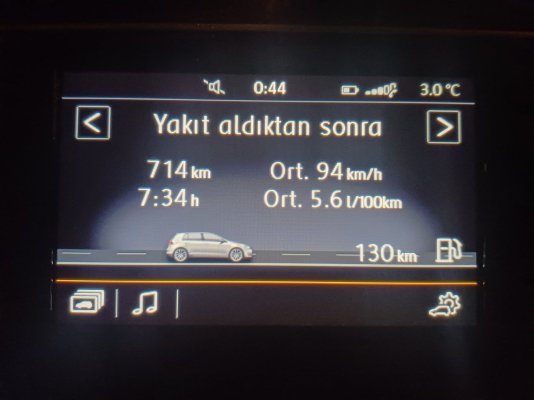 0:44 3.0 °C
< Yakıt aldıktan sonra >
714 km Ort. 94 km/h
7:34 h Ort. 5.6 l/100km
130 km